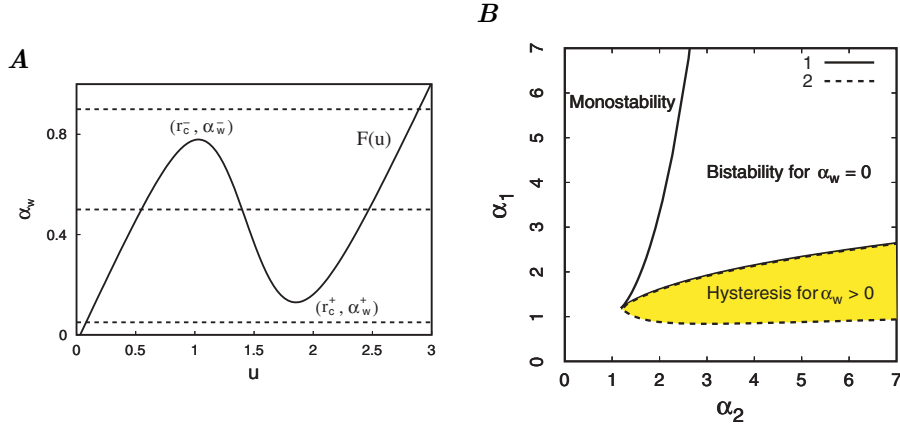 A
α_w
0.8
0.4
0
(r_c^-, α_w^-)
F(u)
(r_c^+, α_w^+)
0 0.5 1 1.5 2 2.5 3
u
B
α_1
7
6
5
4
3
2
1
0
1
2
Monostability
Bistability for α_w = 0
Hysteresis for α_w > 0
0 1 2 3 4 5 6 7
α_2